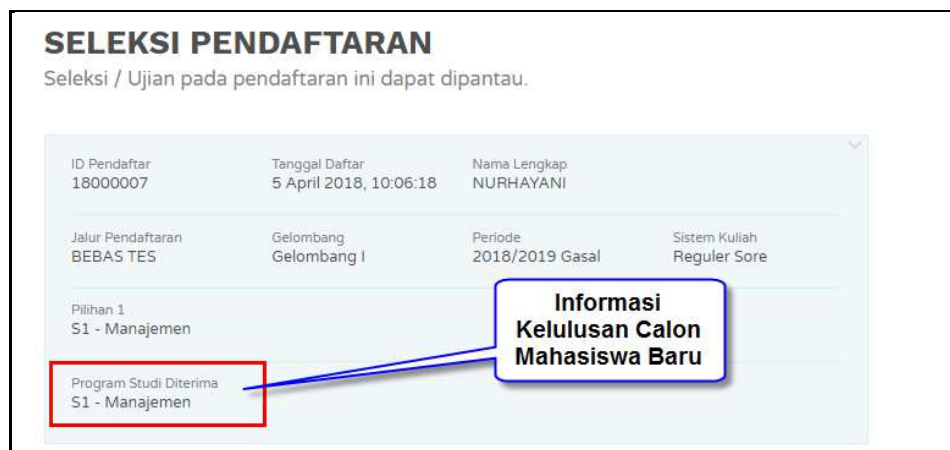 SELEKSI PENDAFTARAN
Seleksi / Ujian pada pendaftaran ini dapat dipantau.
ID Pendaftar
18000007
Tanggal Daftar
5 April 2018, 10:06:18
Nama Lengkap
NURHAYANI
Jalur Pendaftaran
BEBAS TES
Gelombang
Gelombang I
Periode
2018/2019 Gasal
Sistem Kuliah
Reguler Sore
Pilihan 1
S1 - Manajemen
Informasi
Kelulusan Calon
Mahasiswa Baru
Program Studi Diterima
S1 - Manajemen